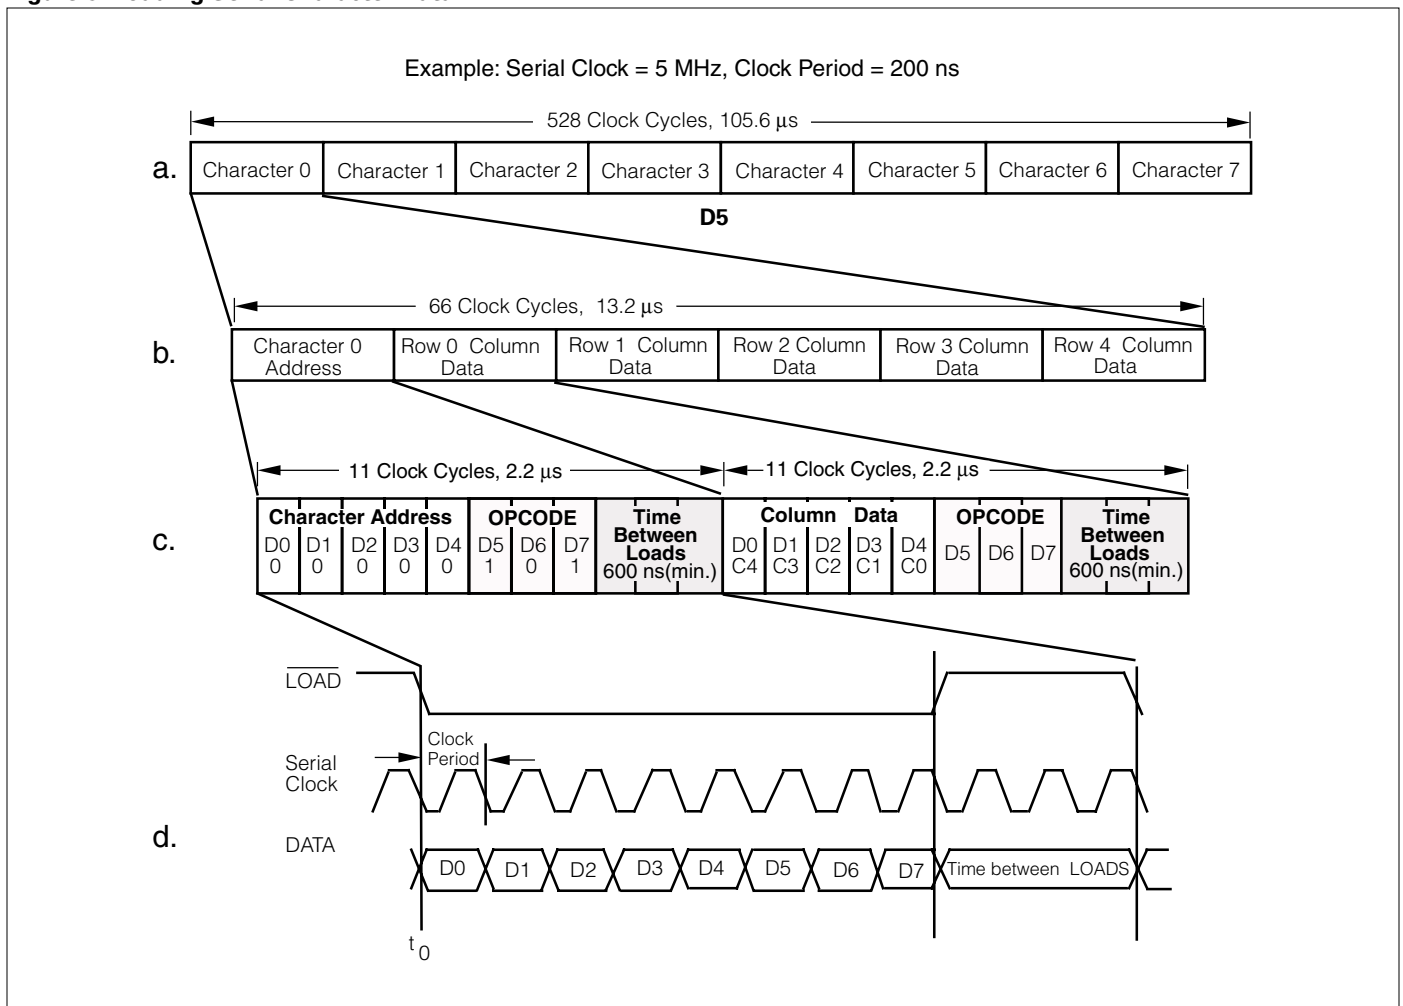 Example: Serial Clock = 5 MHz, Clock Period = 200 ns
528 Clock Cycles, 105.6 µs
a.
Character 0 Character 1 Character 2 Character 3 Character 4 Character 5 Character 6 Character 7
D5
66 Clock Cycles, 13.2 µs
b.
Character 0 Address
Row 0 Column Data
Row 1 Column Data
Row 2 Column Data
Row 3 Column Data
Row 4 Column Data
11 Clock Cycles, 2.2 µs
11 Clock Cycles, 2.2 µs
c.
Character Address
D0 D1 D2 D3 D4
0 0 0 0 0
OPCODE
D5 D6 D7
1 0 1
Time
Between
Loads
600 ns(min.)
Column Data
D0 D1 D2 D3 D4
C4 C3 C2 C1 C0
OPCODE
D5 D6 D7
Time
Between
Loads
600 ns(min.)
d.
LOAD
Clock
Period
Serial
Clock
DATA
D0 D1 D2 D3 D4 D5 D6 D7 Time between LOADS
t0